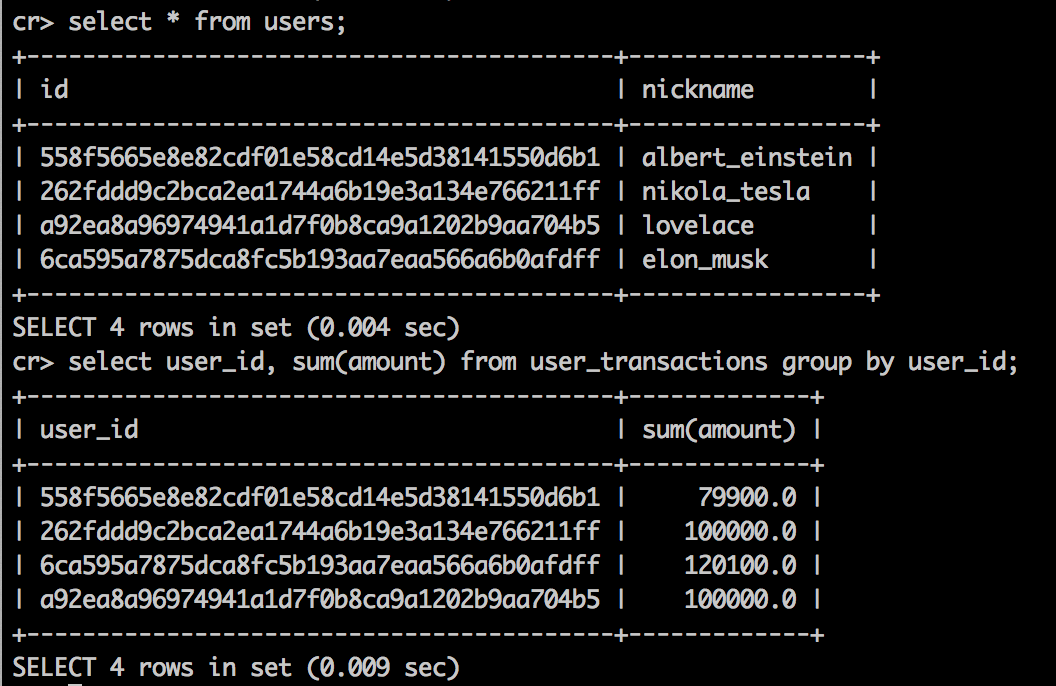 cr> select * from users;
+-----------------------------------------+-----------------+
| id                                       | nickname        |
+-----------------------------------------+-----------------+
| 558f5665e8e82cdf01e58cd14e5d38141550d6b1 | albert_einstein |
| 262fddd9c2bca2ea1744a6b19e3a134e766211ff | nikola_tesla    |
| a92ea8a96974941a1d7f0b8ca9a1202b9aa704b5 | lovelace        |
| 6ca595a7875dca8fc5b193aa7eaa566a6b0afdff | elon_musk       |
+-----------------------------------------+-----------------+
SELECT 4 rows in set (0.004 sec)
cr> select user_id, sum(amount) from user_transactions group by user_id;
+-----------------------------------------+-------------+
| user_id                                  | sum(amount) |
+-----------------------------------------+-------------+
| 558f5665e8e82cdf01e58cd14e5d38141550d6b1 |     79900.0 |
| 262fddd9c2bca2ea1744a6b19e3a134e766211ff |    100000.0 |
| 6ca595a7875dca8fc5b193aa7eaa566a6b0afdff |    120100.0 |
| a92ea8a96974941a1d7f0b8ca9a1202b9aa704b5 |    100000.0 |
+-----------------------------------------+-------------+
SELECT 4 rows in set (0.009 sec)